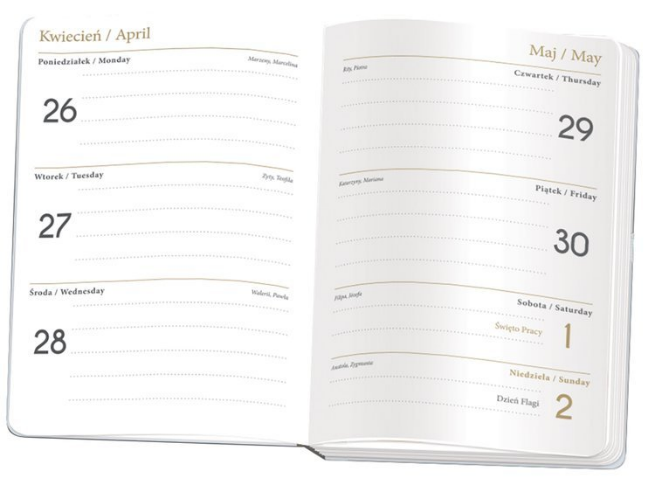 Kwiecień / April
Poniedziałek / Monday
Marzeny, Marcelina
26
Wtorek / Tuesday
Zyty, Teofila
27
Środa / Wednesday
Walerii, Pawła
28
Maj / May
Rity, Piotra
Czwartek / Thursday
29
Katarzyny, Mariana
Piątek / Friday
30
Filipa, Józefa
Sobota / Saturday
Święto Pracy
1
Anatola, Zygmunta
Niedziela / Sunday
Dzień Flagi
2